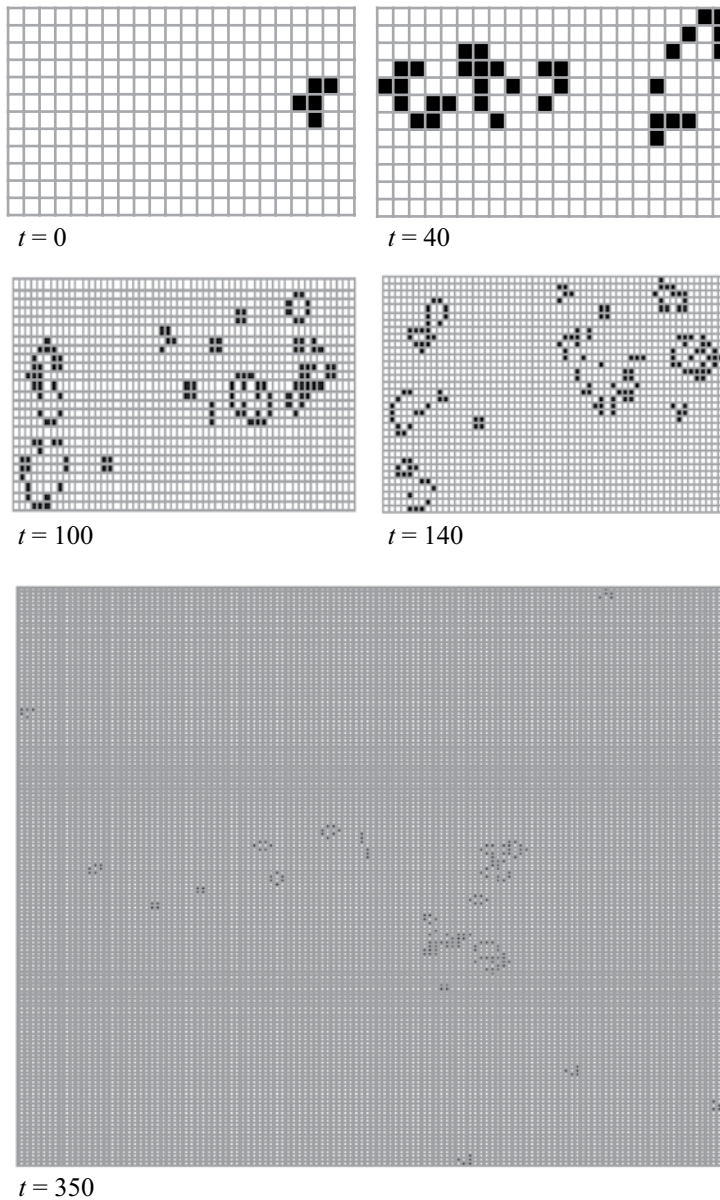 t = 0
t = 40
t = 100
t = 140
t = 350